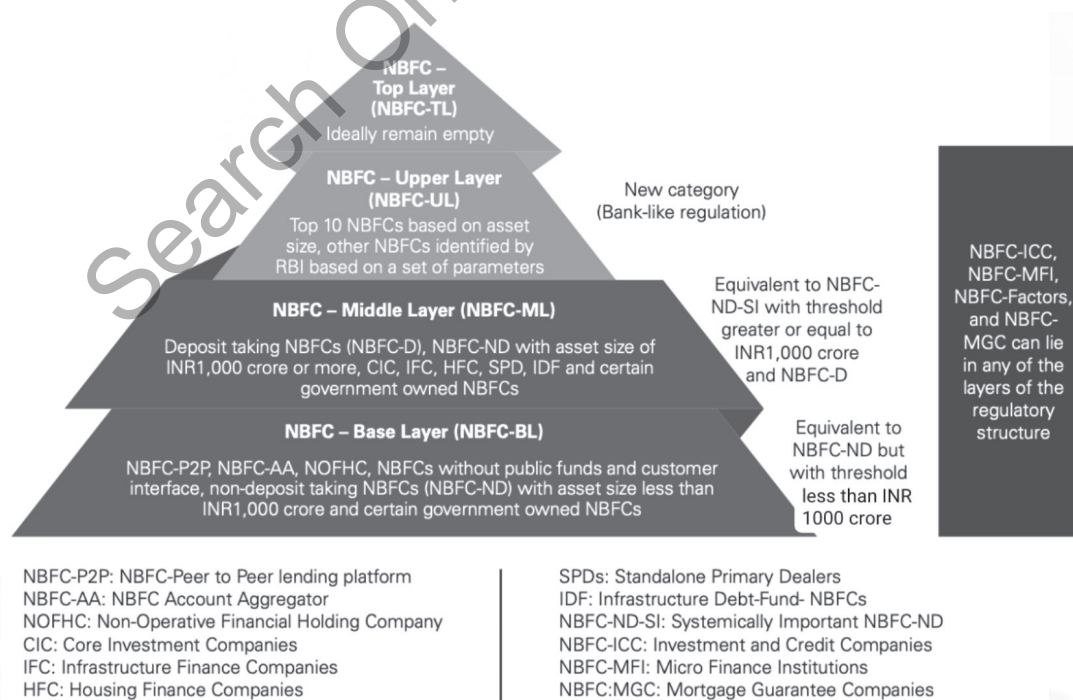 Search On
NBFC –
Top Layer
(NBFC-TL)
Ideally remain empty
NBFC – Upper Layer
(NBFC-UL)
Top 10 NBFCs based on asset
size, other NBFCs identified by
RBI based on a set of parameters
New category
(Bank-like regulation)
NBFC – Middle Layer (NBFC-ML)
Deposit taking NBFCs (NBFC-D), NBFC-ND with asset size of
INR1,000 crore or more, CIC, IFC, HFC, SPD, IDF and certain
government owned NBFCs
Equivalent to NBFC-
ND-SI with threshold
greater or equal to
INR1,000 crore
and NBFC-D
NBFC – Base Layer (NBFC-BL)
NBFC-P2P, NBFC-AA, NOFHC, NBFCs without public funds and customer
interface, non-deposit taking NBFCs (NBFC-ND) with asset size less than
INR1,000 crore and certain government owned NBFCs
Equivalent to
NBFC-ND but
with threshold
less than INR
1000 crore
NBFC-ICC,
NBFC-MFI,
NBFC-Factors,
and NBFC-
MGC can lie
in any of the
layers of the
regulatory
structure
NBFC-P2P: NBFC-Peer to Peer lending platform
NBFC-AA: NBFC Account Aggregator
NOFHC: Non-Operative Financial Holding Company
CIC: Core Investment Companies
IFC: Infrastructure Finance Companies
HFC: Housing Finance Companies
SPDs: Standalone Primary Dealers
IDF: Infrastructure Debt-Fund- NBFCs
NBFC-ND-SI: Systemically Important NBFC-ND
NBFC-ICC: Investment and Credit Companies
NBFC-MFI: Micro Finance Institutions
NBFC:MGC: Mortgage Guarantee Companies